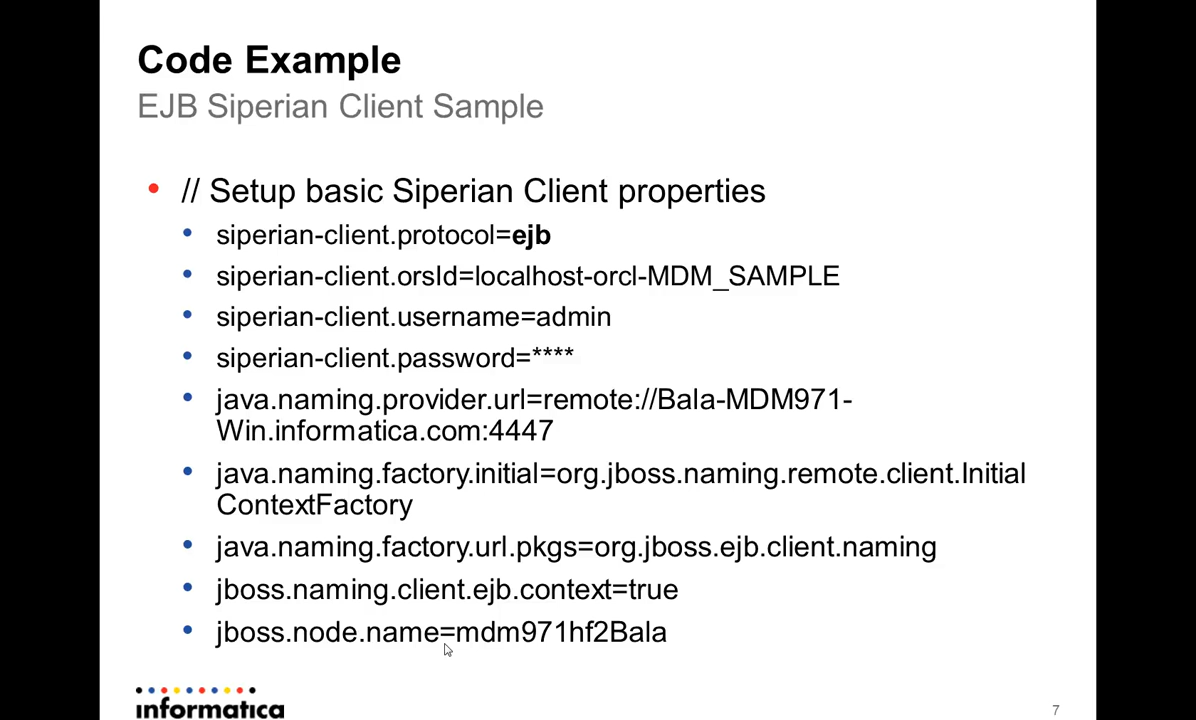 Code Example
EJB Siperian Client Sample
// Setup basic Siperian Client properties
siperian-client.protocol=ejb
siperian-client.orsId=localhost-orcl-MDM_SAMPLE
siperian-client.username=admin
siperian-client.password=****
java.naming.provider.url=remote://Bala-MDM971-
Win.informatica.com:4447
java.naming.factory.initial=org.jboss.naming.remote.client.Initial
ContextFactory
java.naming.factory.url.pkgs=org.jboss.ejb.client.naming
jboss.naming.client.ejb.context=true
jboss.node.name=mdm971hf2Bala
informatica
7